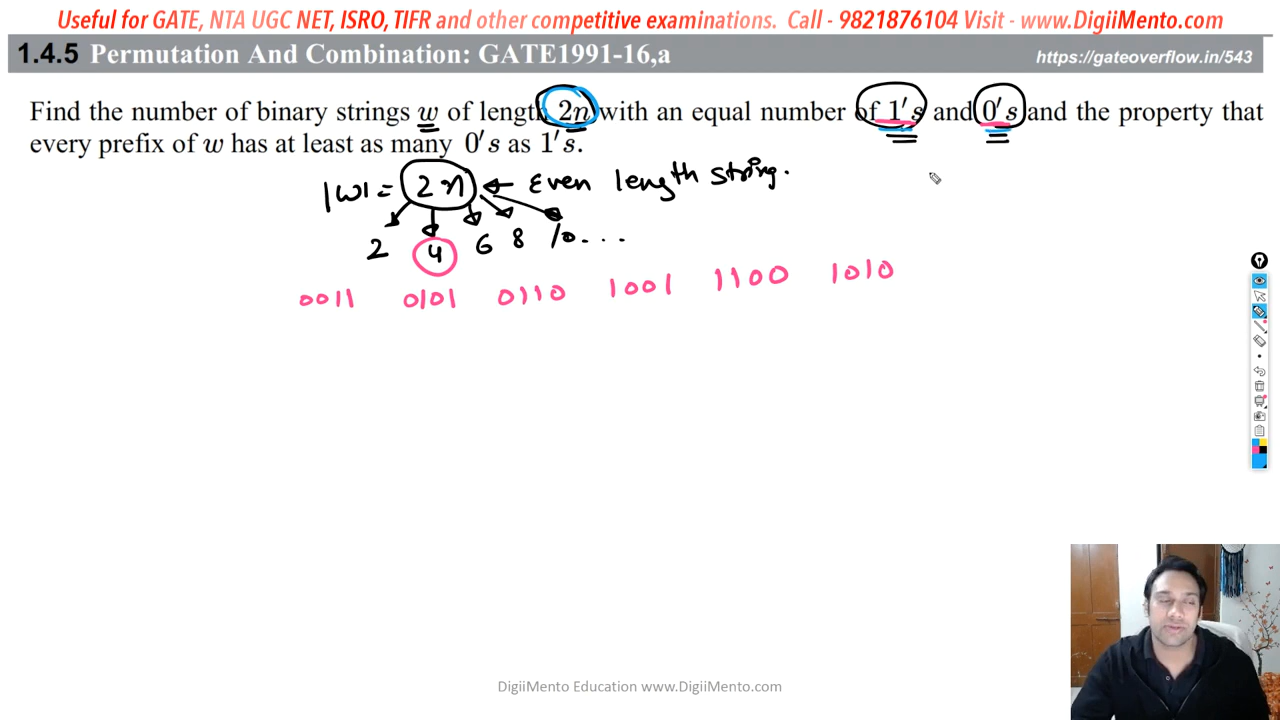 Useful for GATE, NTA UGC NET, ISRO, TIFR and other competitive examinations. Call - 9821876104 Visit - www.DigiiMento.com
1.4.5 Permutation And Combination: GATE1991-16,a https://gateoverflow.in/543
Find the number of binary strings w of length 2n with an equal number of 1's and 0's and the property that
every prefix of w has at least as many 0's as 1's.
|w| = 2n ← Even length string.
2 4 6 8 10...
0011 0101 0110 1001 1100 1010
DigiiMento Education www.DigiiMento.com